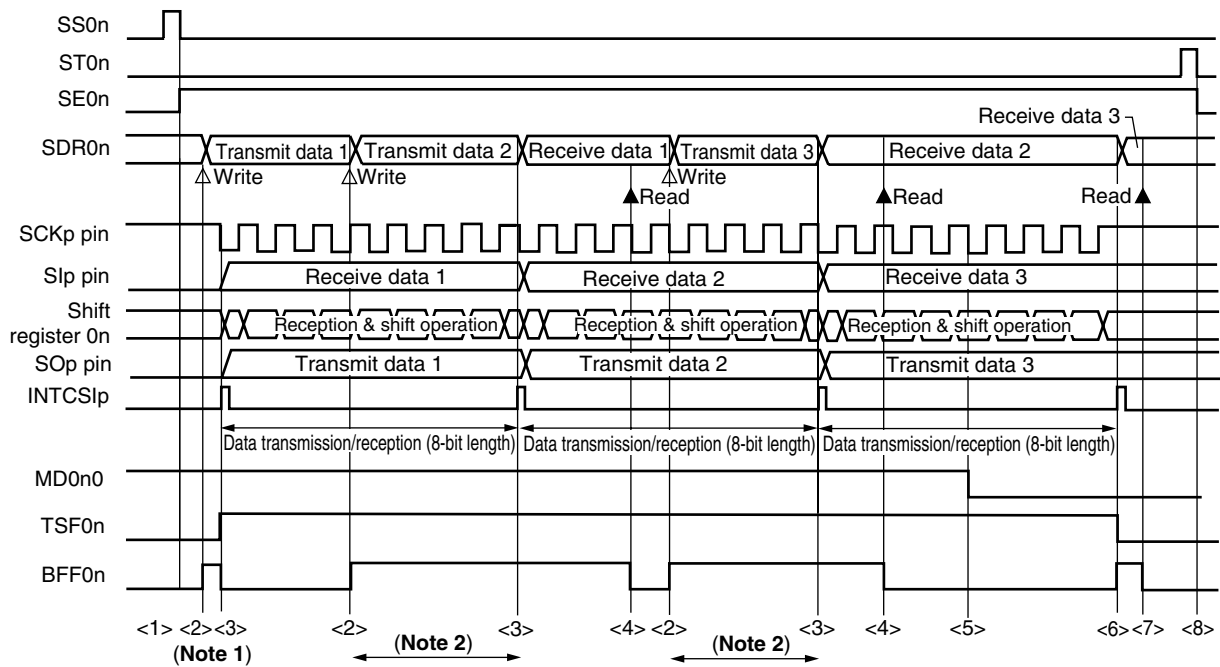 SS0n
ST0n
SE0n
Receive data 3
SDR0n Transmit data 1 Transmit data 2 Receive data 1 Transmit data 3 Receive data 2
Write Write Write
Read Read Read
SCKp pin
SIp pin Receive data 1 Receive data 2 Receive data 3
Shift
register 0n Reception & shift operation Reception & shift operation Reception & shift operation
SOp pin Transmit data 1 Transmit data 2 Transmit data 3
INTCSIp
Data transmission/reception (8-bit length) Data transmission/reception (8-bit length) Data transmission/reception (8-bit length)
MD0n0
TSF0n
BFF0n
<1> <2> <3> <2> <3> <4> <2> <3> <4> <5> <6> <7> <8>
(Note 1) (Note 2) (Note 2)